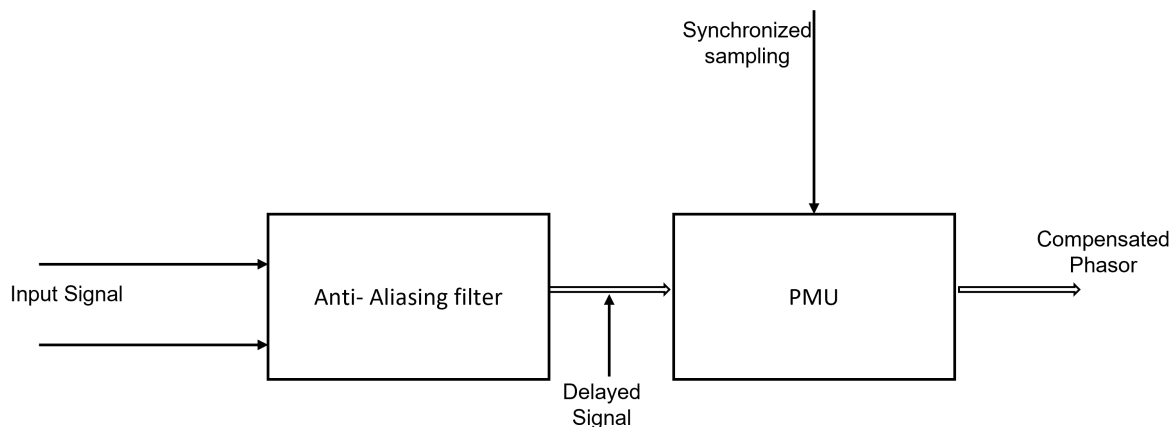 Synchronized
sampling
Input Signal
Anti- Aliasing filter
Delayed
Signal
PMU
Compensated
Phasor